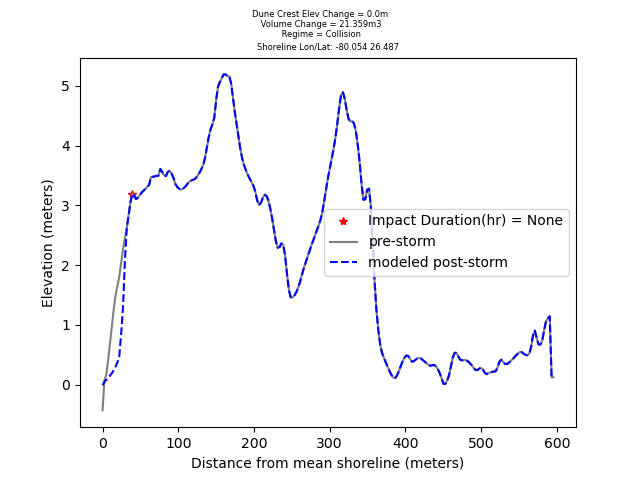 Dune Crest Elev Change = 0.0m
Volume Change = 21.359m3
Regime = Collision
Shoreline Lon/Lat: -80.054 26.487
5
4
3
2
1
0
Elevation (meters)
Impact Duration(hr) = None
pre-storm
modeled post-storm
0 100 200 300 400 500 600
Distance from mean shoreline (meters)